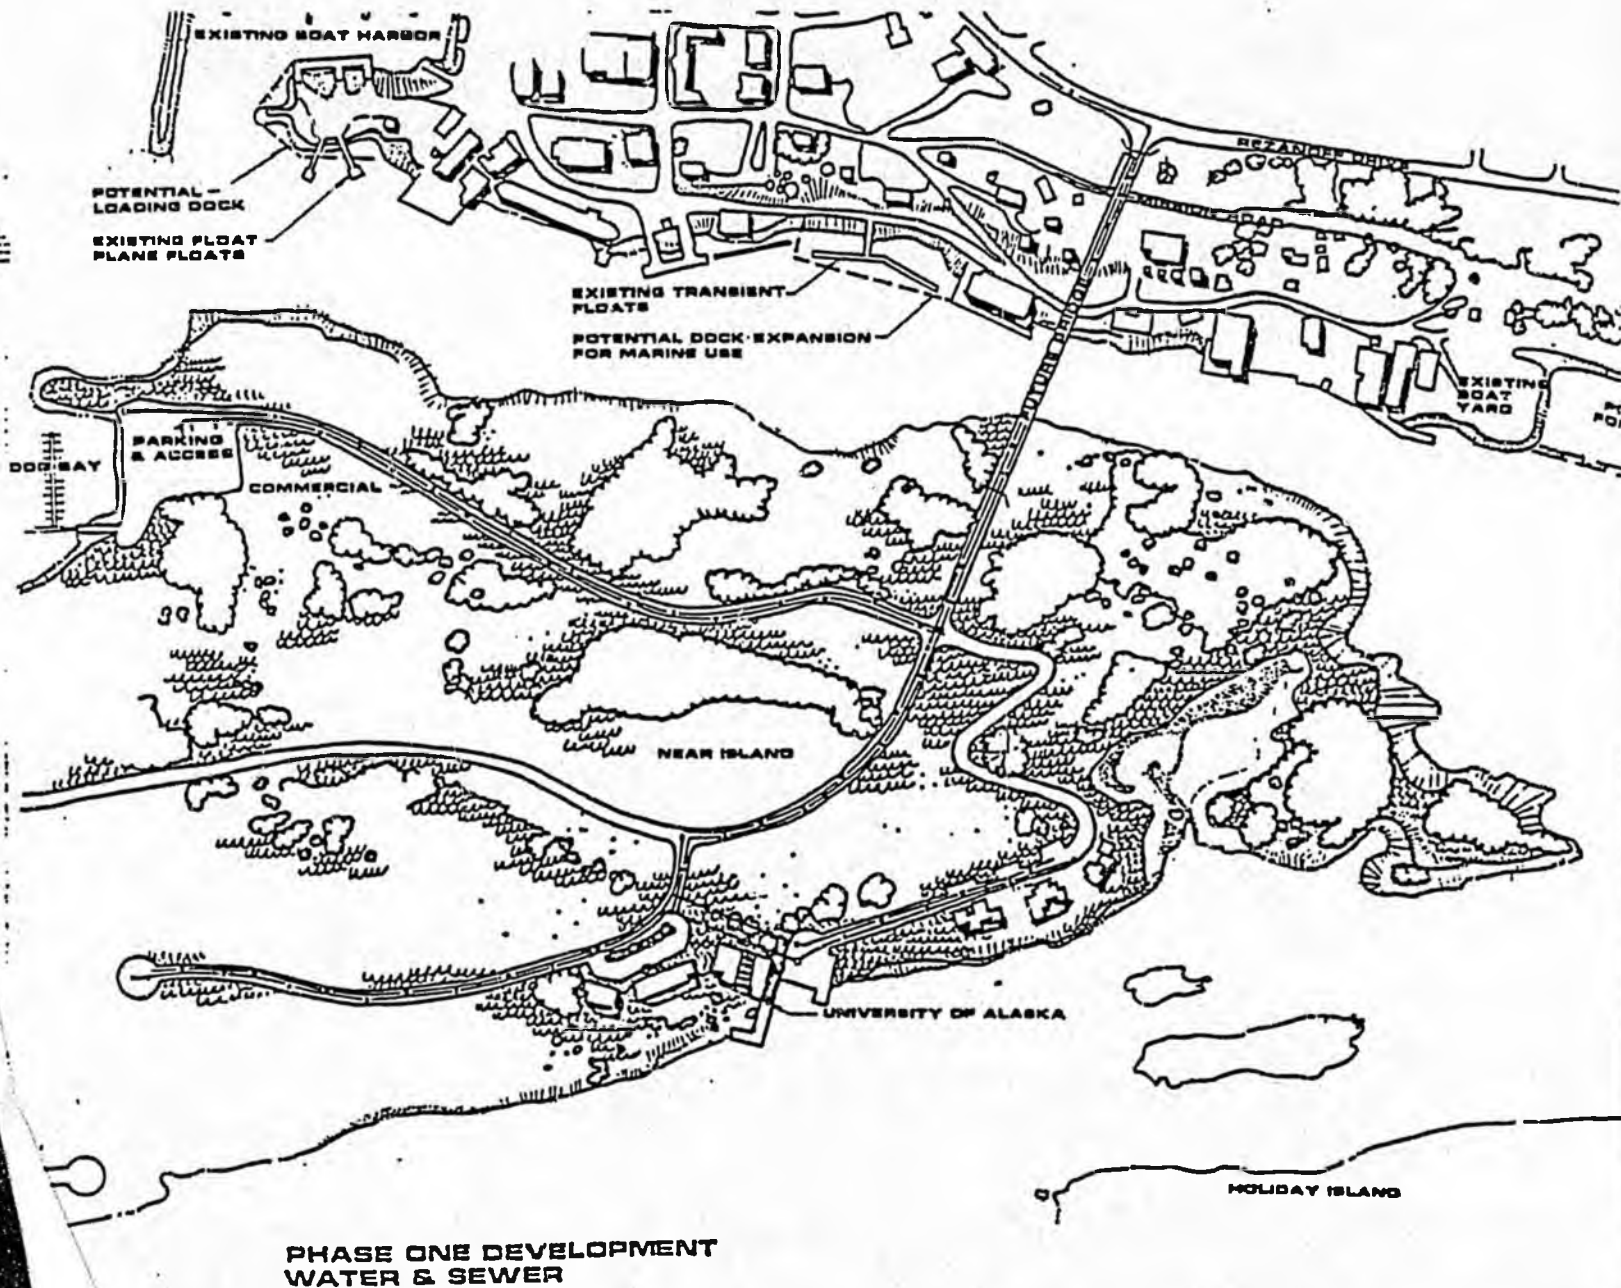 EXISTING BOAT HARBOR
REZANOF DRIVE
POTENTIAL
LOADING DOCK
EXISTING FLOAT
PLANE FLOATS
MISSION ROAD
EXISTING TRANSIENT
FLOATS
POTENTIAL DOCK EXPANSION
FOR MARINE USE
EXISTING
BOAT
YARD
PARKING
& ACCESS
DOG BAY
COMMERCIAL
NEAR ISLAND
UNIVERSITY OF ALASKA
HOLIDAY ISLAND
PHASE ONE DEVELOPMENT
WATER & SEWER